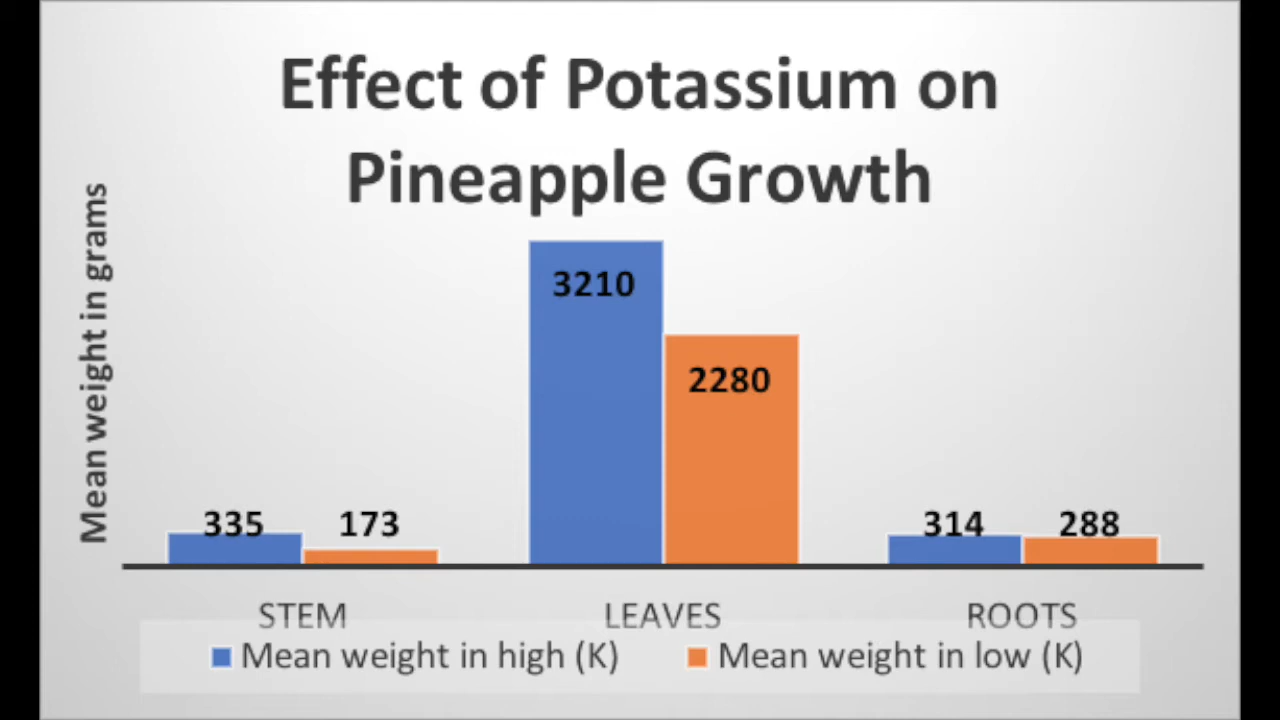 Effect of Potassium on
Pineapple Growth
Mean weight in grams
3210
2280
335 173
314 288
STEM LEAVES ROOTS
Mean weight in high (K) Mean weight in low (K)